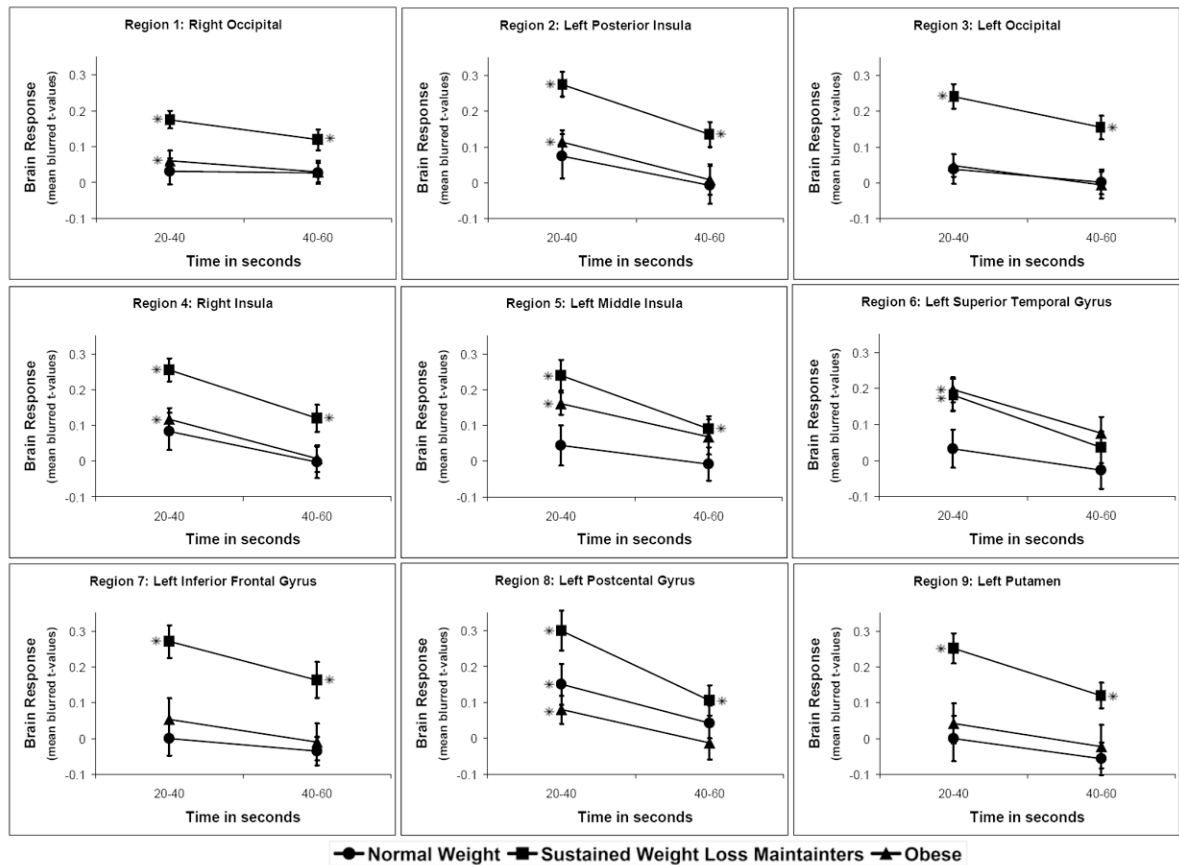 Region 1: Right Occipital
Brain Response
(mean blurred t-values)
0.3
0.2
0.1
0
-0.1
20-40
40-60
Time in seconds
Region 2: Left Posterior Insula
Brain Response
(mean blurred t-values)
0.3
0.2
0.1
0
-0.1
20-40
40-60
Time in seconds
Region 3: Left Occipital
Brain Response
(mean blurred t-values)
0.3
0.2
0.1
0
-0.1
20-40
40-60
Time in seconds
Region 4: Right Insula
Brain Response
(mean blurred t-values)
0.3
0.2
0.1
0
-0.1
20-40
40-60
Time in seconds
Region 5: Left Middle Insula
Brain Response
(mean blurred t-values)
0.3
0.2
0.1
0
-0.1
20-40
40-60
Time in seconds
Region 6: Left Superior Temporal Gyrus
Brain Response
(mean blurred t-values)
0.3
0.2
0.1
0
-0.1
20-40
40-60
Time in seconds
Region 7: Left Inferior Frontal Gyrus
Brain Response
(mean blurred t-values)
0.3
0.2
0.1
0
-0.1
20-40
40-60
Time in seconds
Region 8: Left Postcental Gyrus
Brain Response
(mean blurred t-values)
0.3
0.2
0.1
0
-0.1
20-40
40-60
Time in seconds
Region 9: Left Putamen
Brain Response
(mean blurred t-values)
0.3
0.2
0.1
0
-0.1
20-40
40-60
Time in seconds
Normal Weight Sustained Weight Loss Maintainters Obese